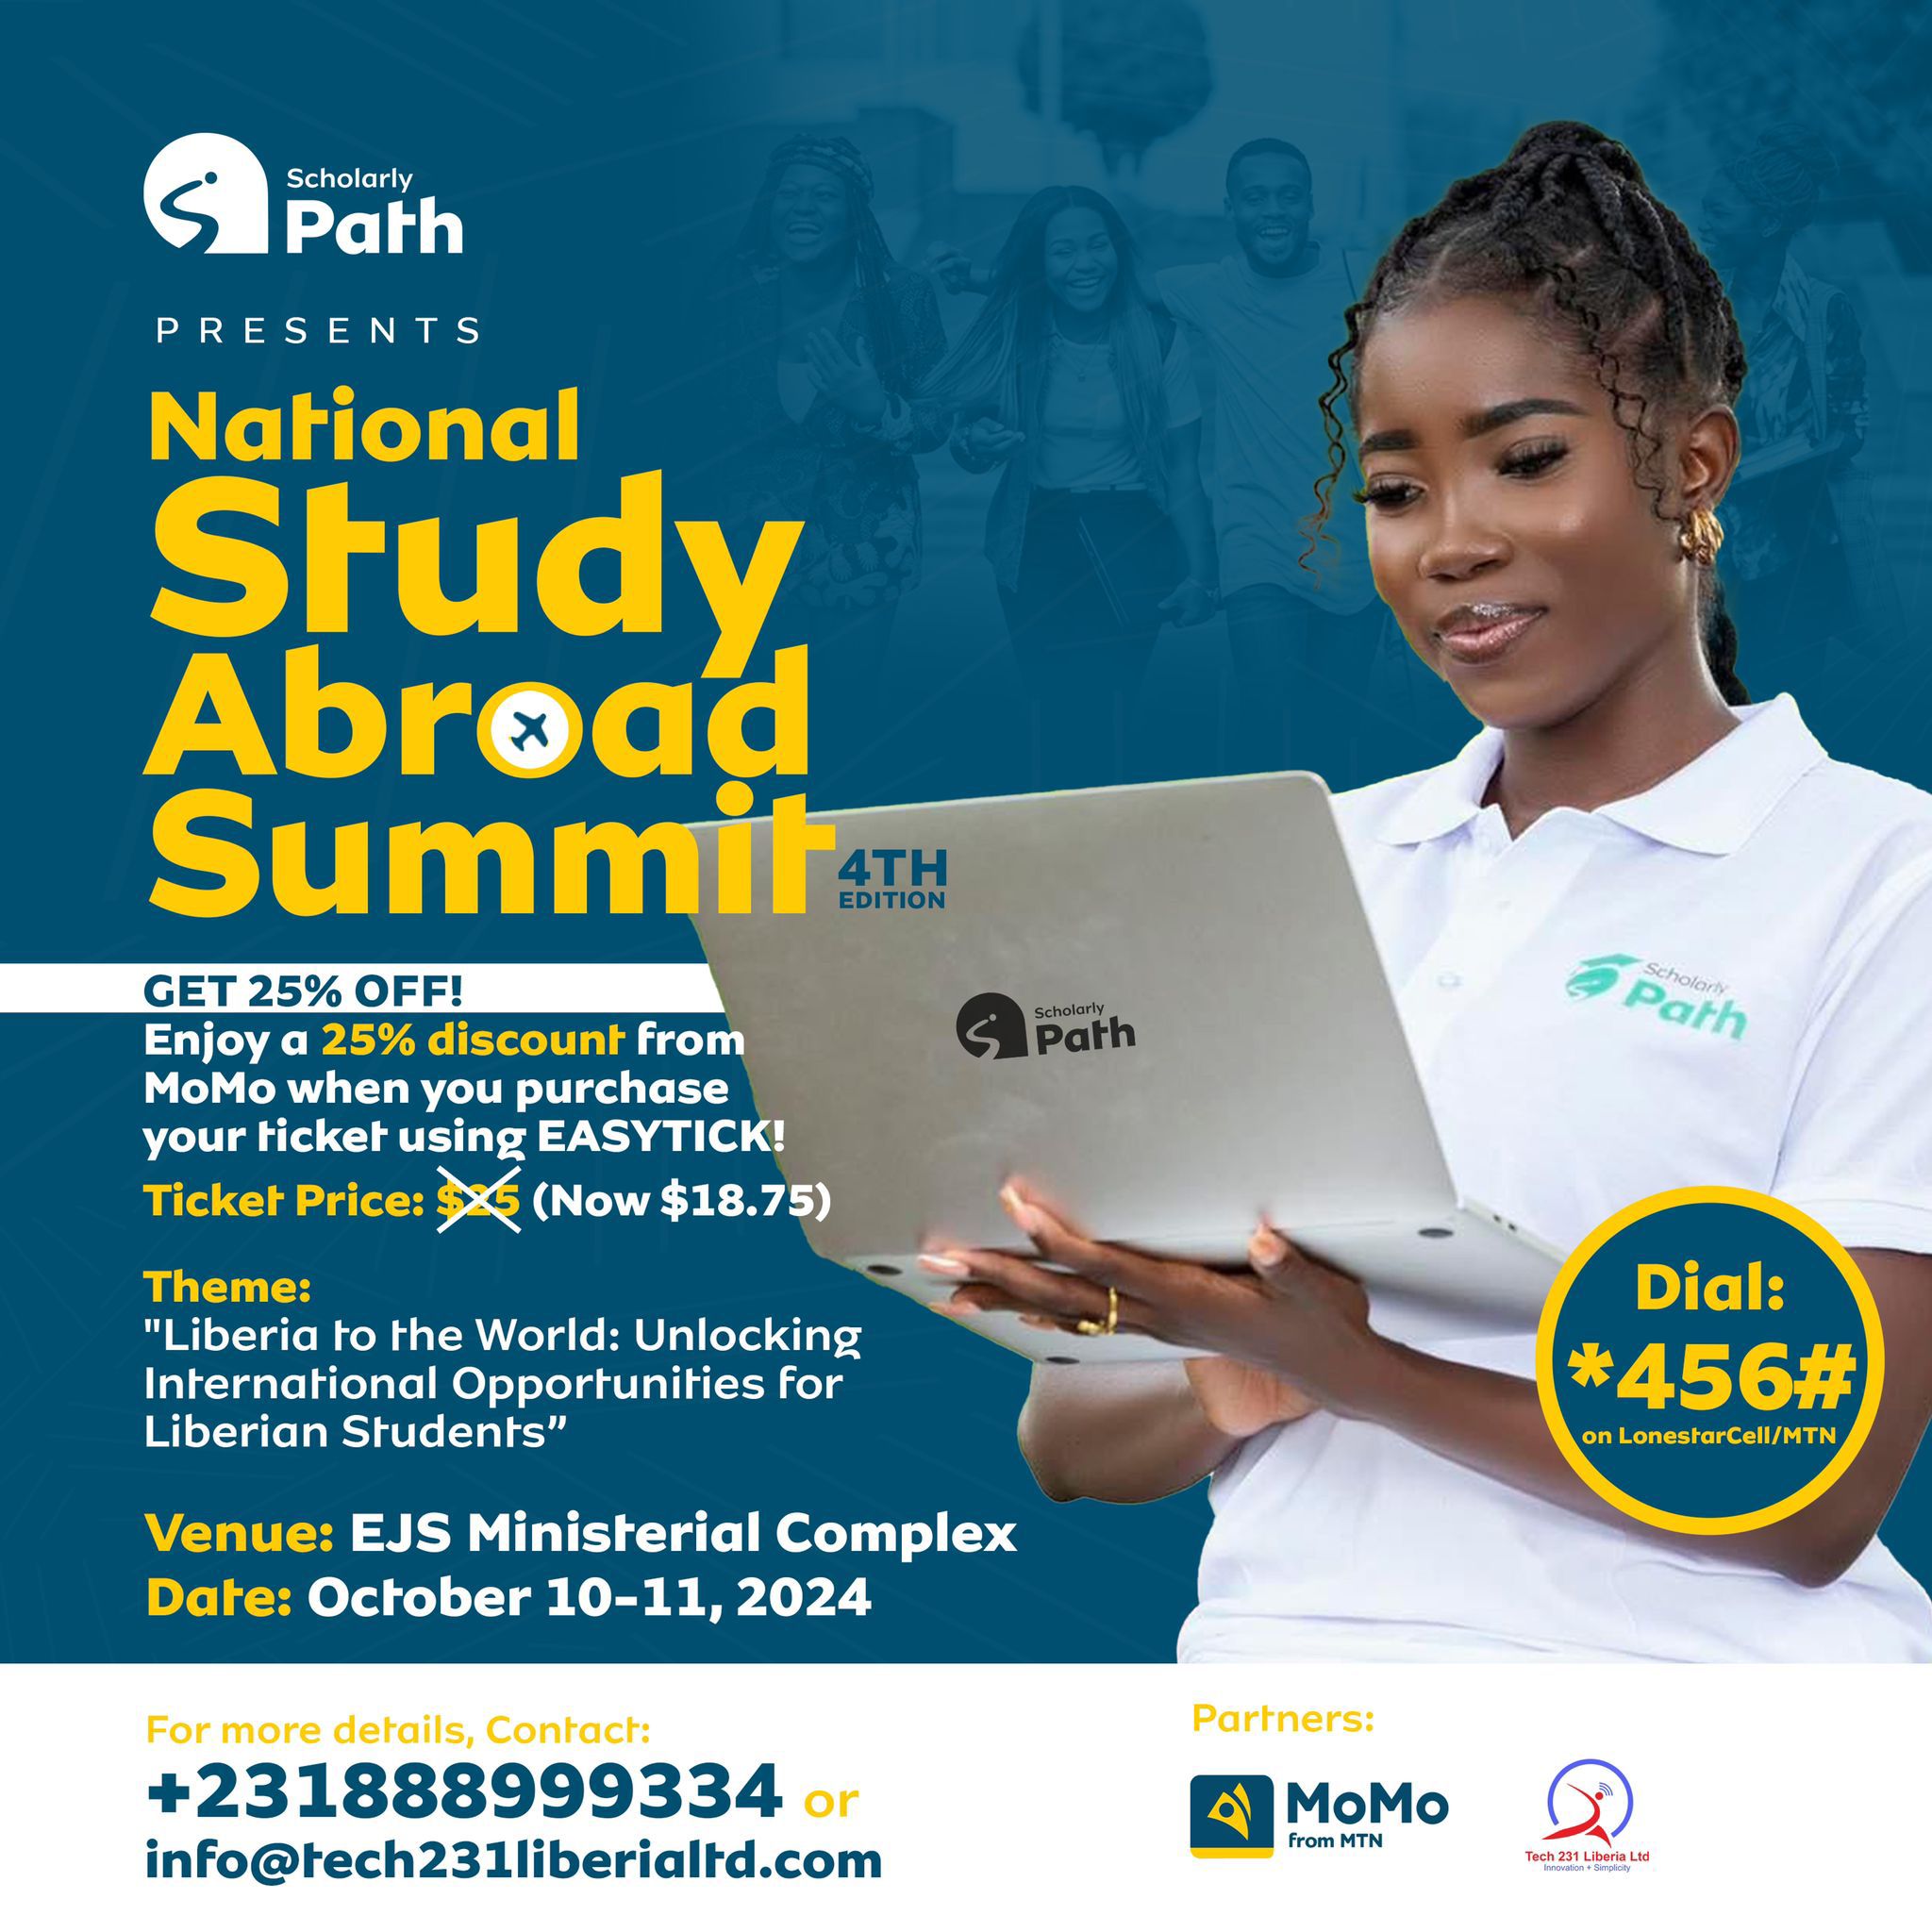 Scholarly
Path
PRESENTS
National
Study
Abroad
Summit
4TH
EDITION
GET 25% OFF!
Enjoy a 25% discount from
MoMo when you purchase
your ticket using EASYTICK!
Ticket Price: $25 (Now $18.75)
Theme:
"Liberia to the World: Unlocking
International Opportunities for
Liberian Students”
Venue: EJS Ministerial Complex
Date: October 10-11, 2024
Scholarly
Path
Scholarly
Path
Dial:
*456#
on LonestarCell/MTN
For more details, Contact:
+231888999334 or
info@tech231liberialtd.com
Partners:
MoMo
from MTN
Tech 231 Liberia Ltd
Innovation + Simplicity